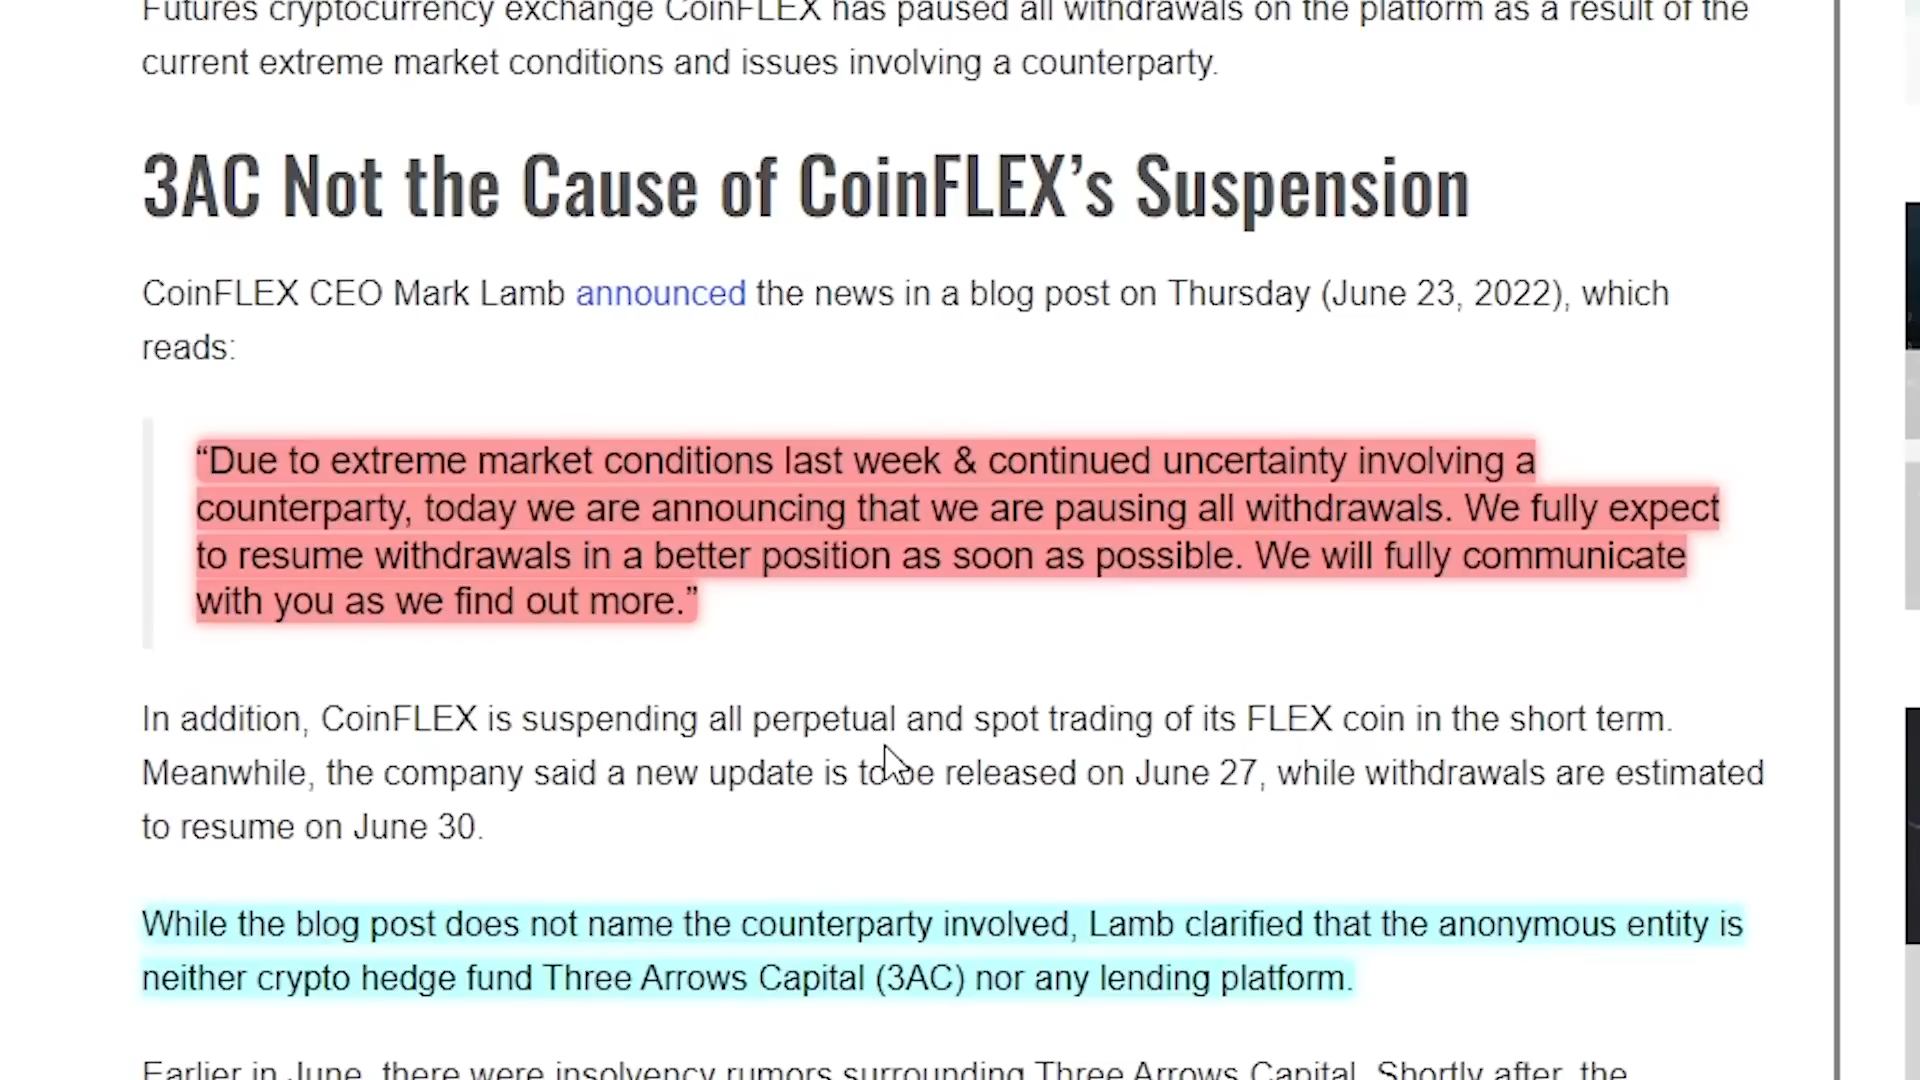 Futures cryptocurrency exchange CoinFLEX has paused all withdrawals on the platform as a result of the
current extreme market conditions and issues involving a counterparty.
3AC Not the Cause of CoinFLEX’s Suspension
CoinFLEX CEO Mark Lamb announced the news in a blog post on Thursday (June 23, 2022), which
reads:
“Due to extreme market conditions last week & continued uncertainty involving a
counterparty, today we are announcing that we are pausing all withdrawals. We fully expect
to resume withdrawals in a better position as soon as possible. We will fully communicate
with you as we find out more.”
In addition, CoinFLEX is suspending all perpetual and spot trading of its FLEX coin in the short term.
Meanwhile, the company said a new update is to be released on June 27, while withdrawals are estimated
to resume on June 30.
While the blog post does not name the counterparty involved, Lamb clarified that the anonymous entity is
neither crypto hedge fund Three Arrows Capital (3AC) nor any lending platform.
Earlier in June, there were insolvency rumors surrounding Three Arrows Capital. Shortly after, the